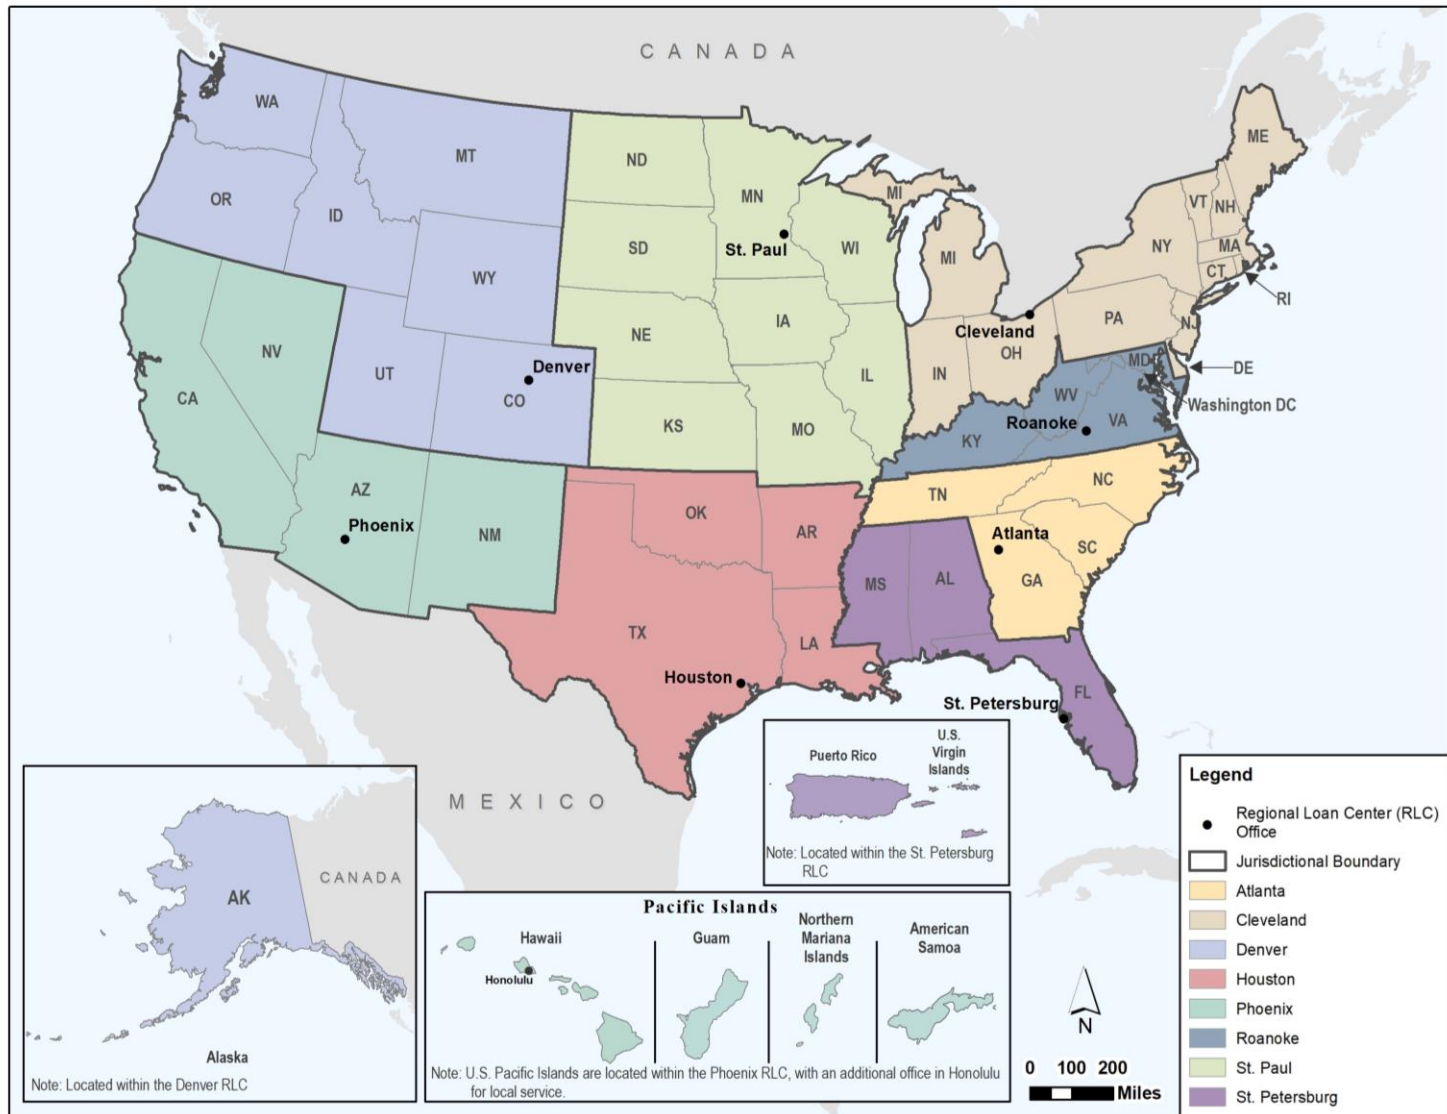 CANADA
WA
MT
ND
MN
ME
OR
ID
SD
St. Paul
WI
MI
MI
VT
NH
NY
MA
CT
RI
WY
NE
IA
Cleveland
PA
NJ
NV
UT
Denver
CO
IL
IN
OH
MD
DE
CA
KS
MO
WV
Washington DC
KY
Roanoke
VA
AZ
Phoenix
NM
OK
AR
TN
NC
Atlanta
SC
MS
AL
GA
TX
LA
Houston
FL
St. Petersburg
MEXICO
Puerto Rico
U.S.
Virgin
Islands
Note: Located within the St. Petersburg
RLC
CANADA
AK
Alaska
Note: Located within the Denver RLC
Pacific Islands
Hawaii
Honolulu
Guam
Northern
Mariana
Islands
American
Samoa
Note: U.S. Pacific Islands are located within the Phoenix RLC, with an additional office in Honolulu
for local service.
N
0 100 200
Miles
Legend
Regional Loan Center (RLC)
Office
Jurisdictional Boundary
Atlanta
Cleveland
Denver
Houston
Phoenix
Roanoke
St. Paul
St. Petersburg